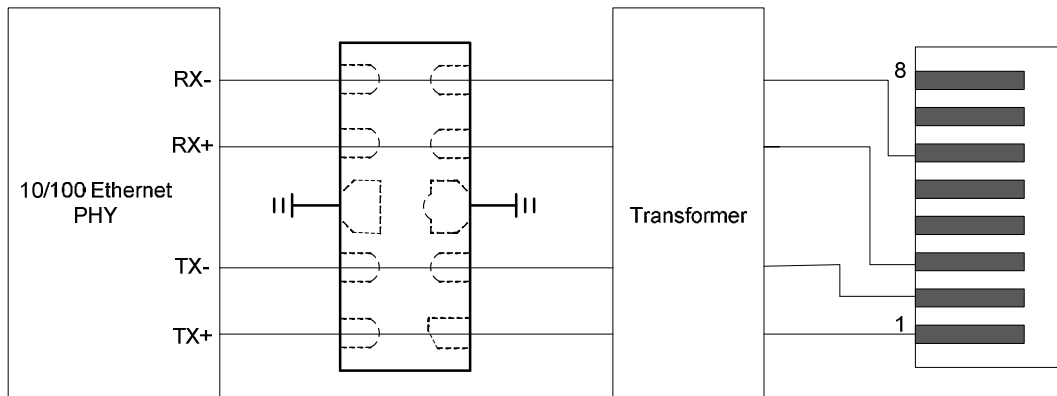 RX-
8
RX+
10/100 Ethernet
PHY
Transformer
TX-
TX+
1